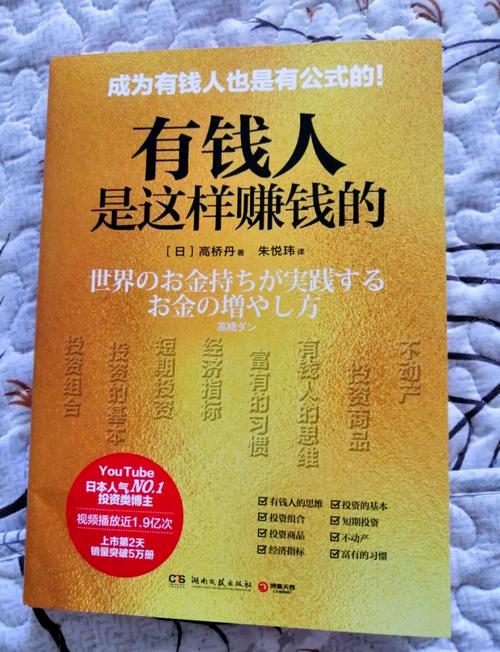 成为有钱人也是有公式的!
有钱人
是这样赚钱的
[日]高桥丹 著 朱悦玮 译
世界のお金持ちが実践する
お金の増やし方
高橋ダン
投资组合
投资的基本
短期投资
经济指标
富有的习惯
有钱人的思维
投资商品
不动产
YouTube
日本人气NO.1
投资类博主
视频播放近1.9亿次
上市第2天
销量突破5万册
有钱人的思维 投资的基本
投资组合 短期投资
投资商品 不动产
经济指标 富有的习惯
CTS 湖南文艺出版社 博集天卷
CS-BOOKY